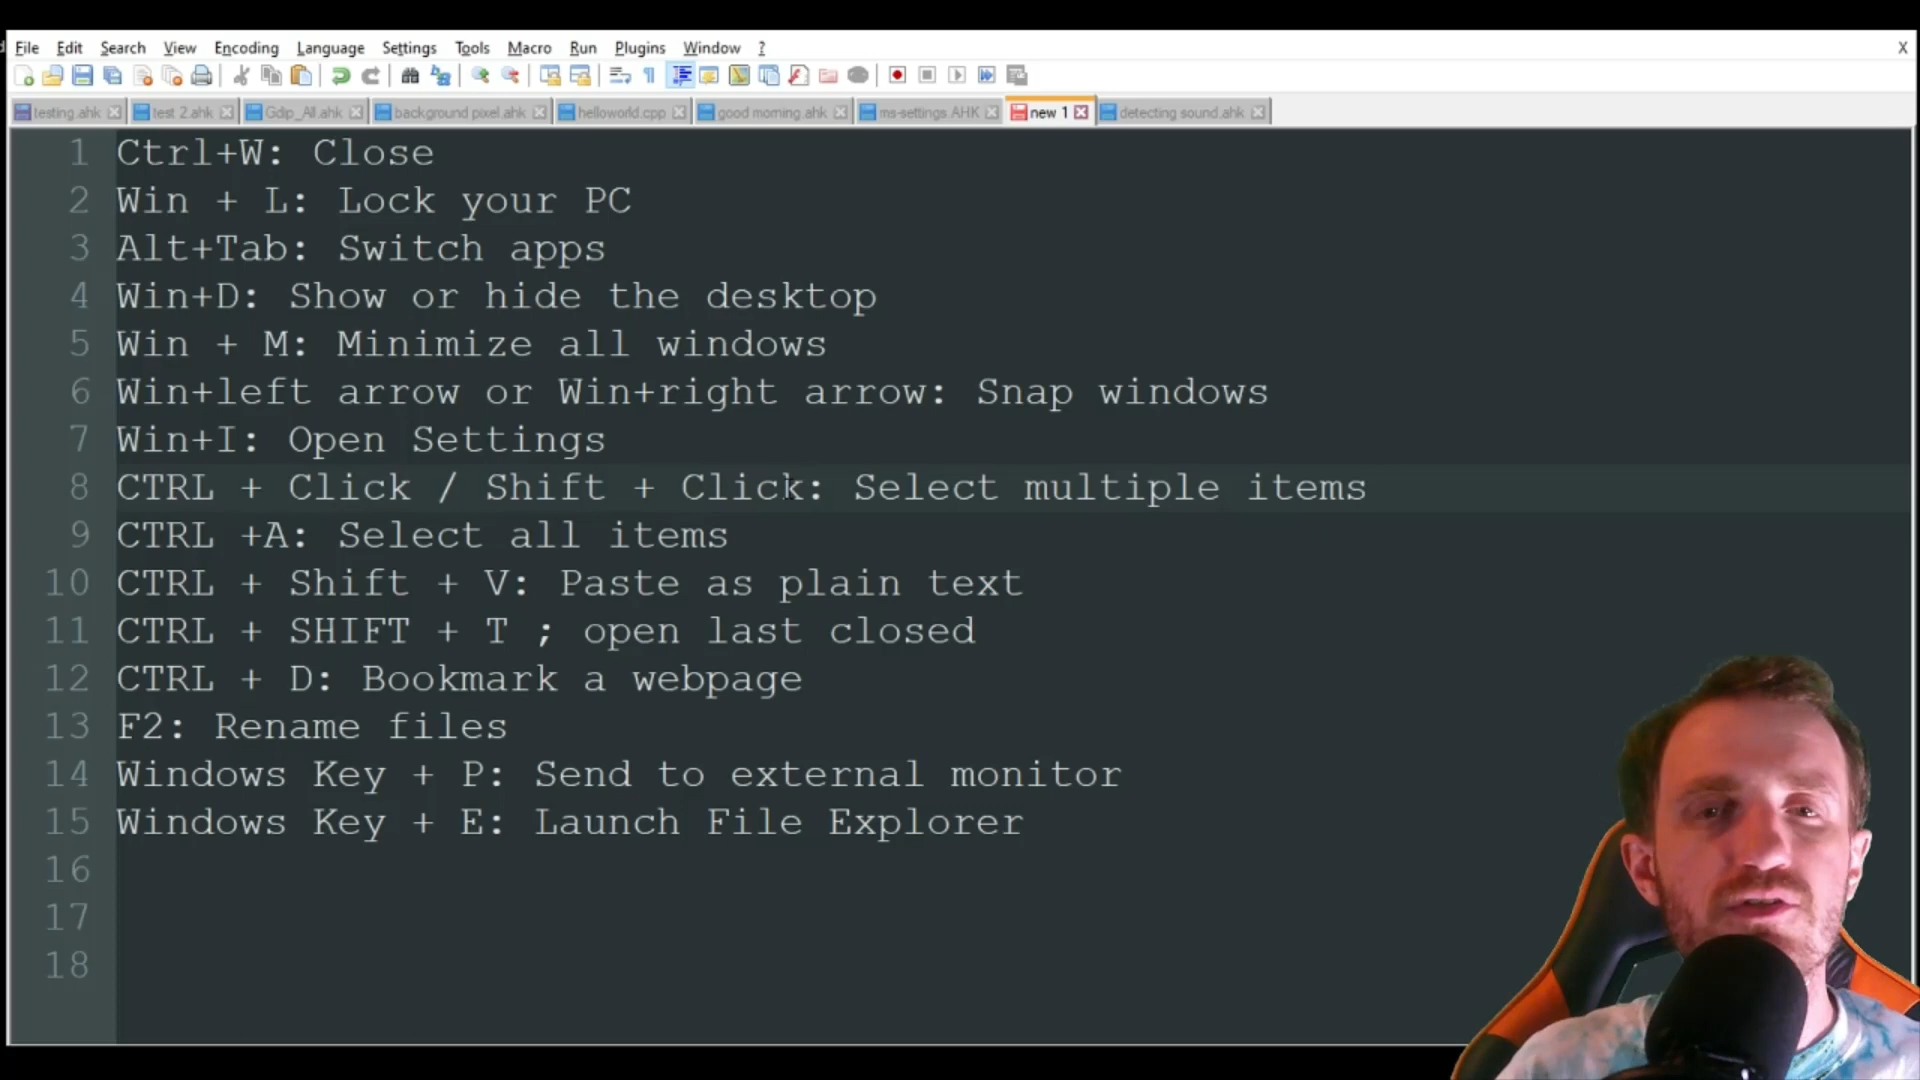 File Edit Search View Encoding Language Settings Tools Macro Run Plugins Window ? X
testing.ahk test 2.ahk Gdip_All.ahk background pixel.ahk helloworld.cpp good morning.ahk ms-settings.AHK new 1 detecting sound.ahk
1 Ctrl+W: Close
2 Win + L: Lock your PC
3 Alt+Tab: Switch apps
4 Win+D: Show or hide the desktop
5 Win + M: Minimize all windows
6 Win+left arrow or Win+right arrow: Snap windows
7 Win+I: Open Settings
8 CTRL + Click / Shift + Click: Select multiple items
9 CTRL +A: Select all items
10 CTRL + Shift + V: Paste as plain text
11 CTRL + SHIFT + T ; open last closed
12 CTRL + D: Bookmark a webpage
13 F2: Rename files
14 Windows Key + P: Send to external monitor
15 Windows Key + E: Launch File Explorer
16
17
18